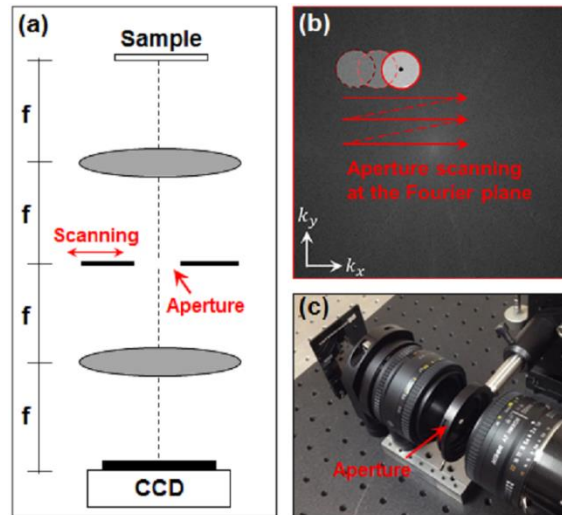 (a)
Sample
f
f
Scanning
Aperture
f
f
CCD
(b)
Aperture scanning
at the Fourier plane
k_y
k_x
(c)
Aperture